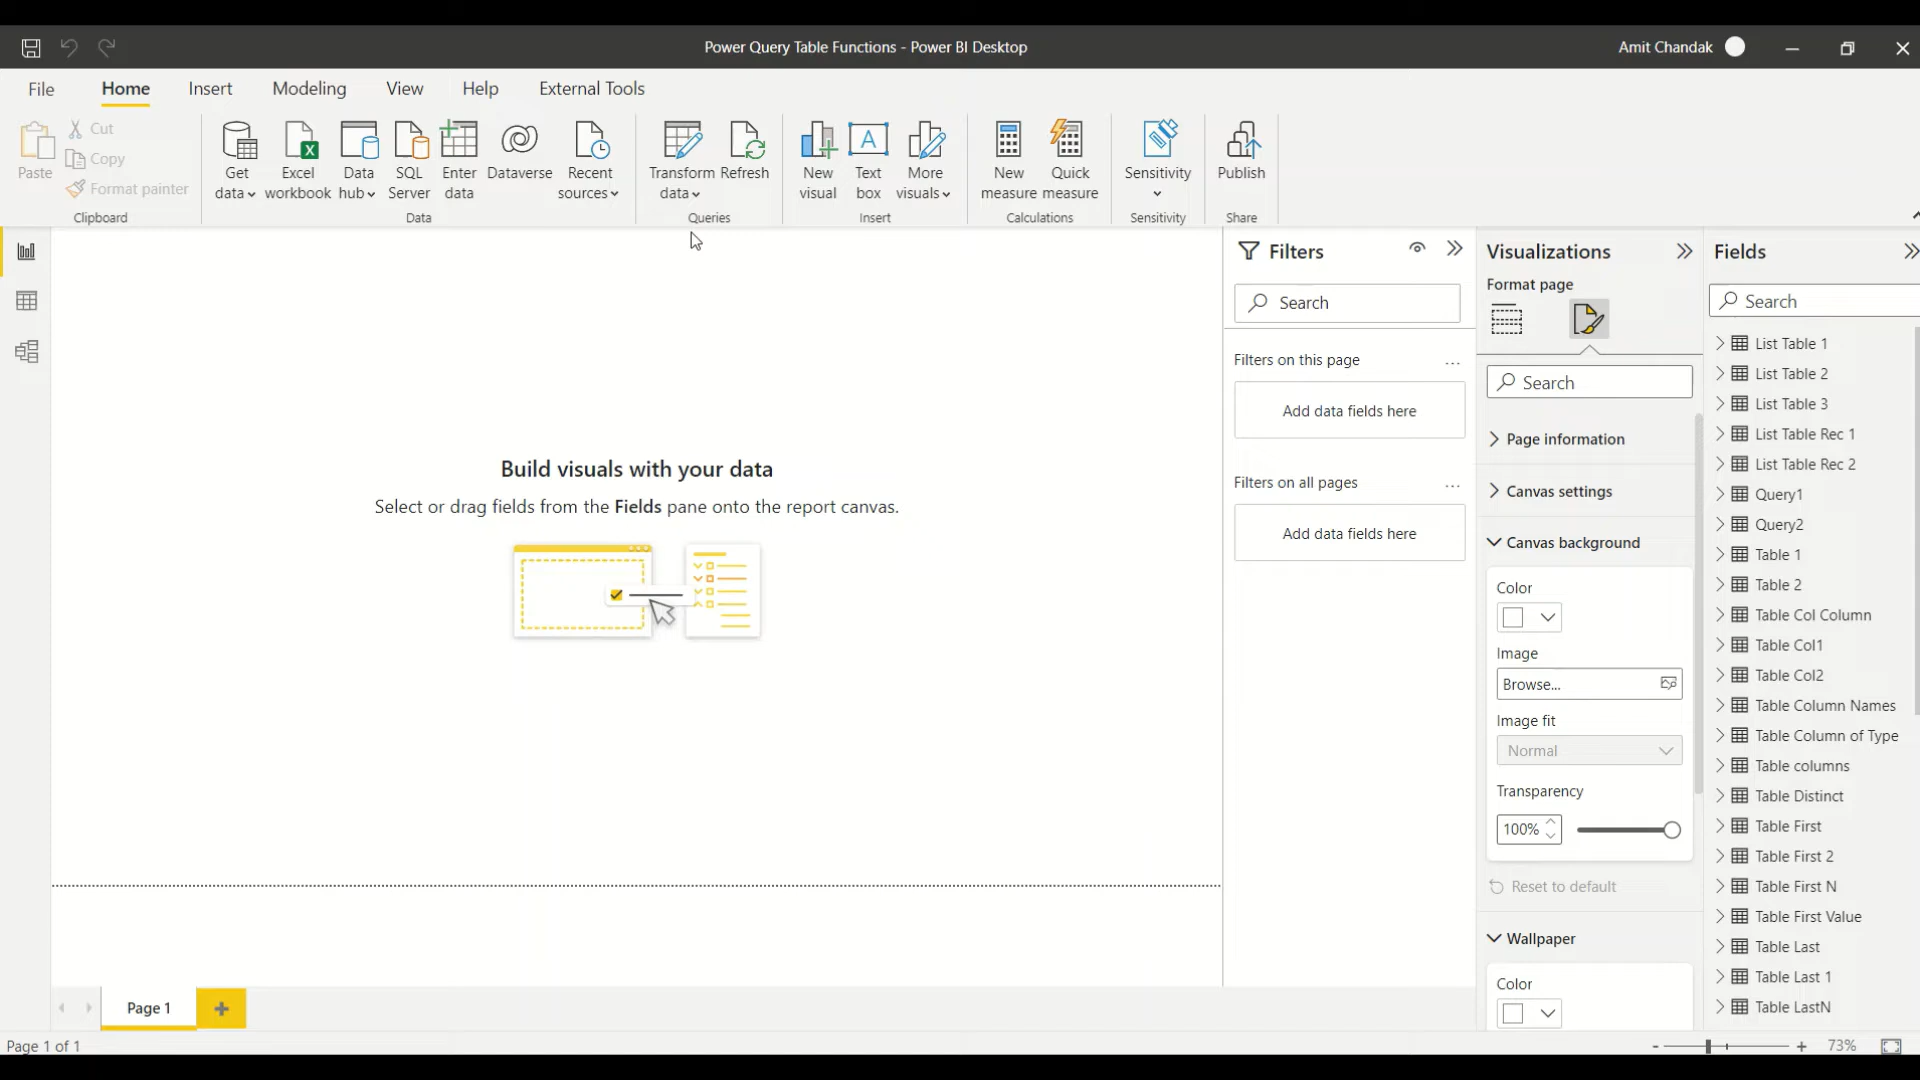 Power Query Table Functions - Power BI Desktop
Amit Chandak
File
Home
Insert
Modeling
View
Help
External Tools
Paste
Cut
Copy
Format painter
Clipboard
Get
data
Excel
workbook
Data
hub
SQL
Server
Enter
data
Dataverse
Recent
sources
Data
Transform
data
Refresh
Queries
New
visual
Text
box
More
visuals
Insert
New
measure
Quick
measure
Calculations
Sensitivity
Sensitivity
Publish
Share
Build visuals with your data
Select or drag fields from the Fields pane onto the report canvas.
Filters
Search
Filters on this page
...
Add data fields here
Filters on all pages
...
Add data fields here
Visualizations
Format page
Search
Page information
Canvas settings
Canvas background
Color
Image
Browse...
Image fit
Normal
Transparency
100%
Reset to default
Wallpaper
Color
Fields
Search
List Table 1
List Table 2
List Table 3
List Table Rec 1
List Table Rec 2
Query1
Query2
Table 1
Table 2
Table Col Column
Table Col1
Table Col2
Table Column Names
Table Column of Type
Table columns
Table Distinct
Table First
Table First 2
Table First N
Table First Value
Table Last
Table Last 1
Table LastN
Page 1
Page 1 of 1
- + 73%